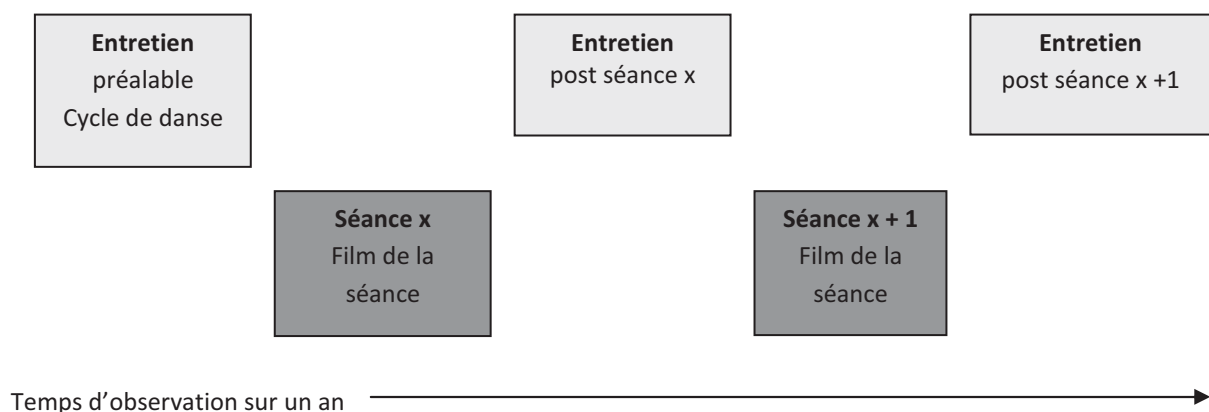 Entretien
préalable
Cycle de danse
Entretien
post séance x
Entretien
post séance x +1
Séance x
Film de la
séance
Séance x + 1
Film de la
séance
Temps d’observation sur un an